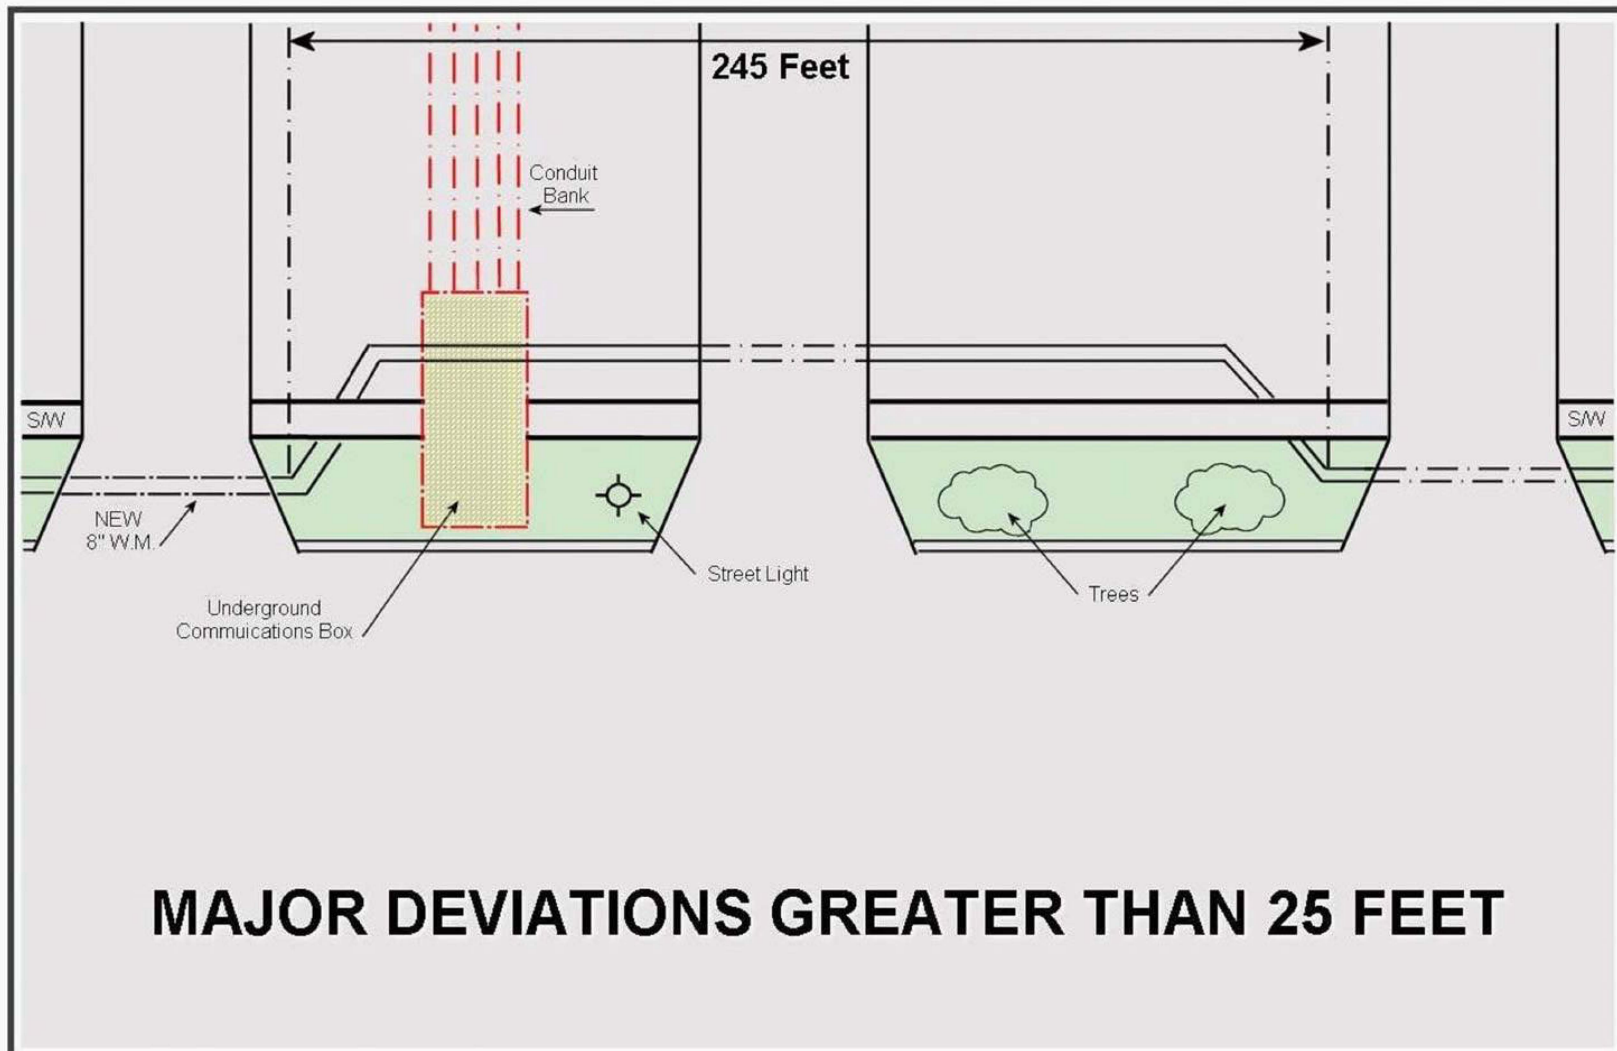 245 Feet
Conduit
Bank
S/W
S/W
NEW
8" W.M.
Street Light
Trees
Underground
Commuications Box
MAJOR DEVIATIONS GREATER THAN 25 FEET